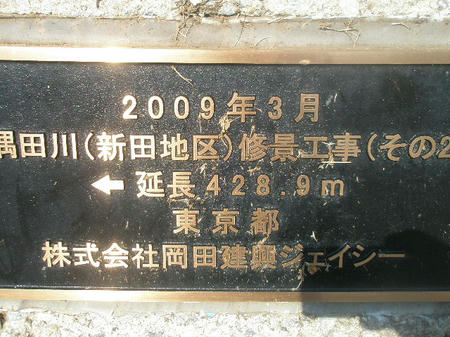 2009年3月
隅田川(新田地区)修景工事(その2
←延長428.9m
東京都
株式会社岡田建興ジェイシー